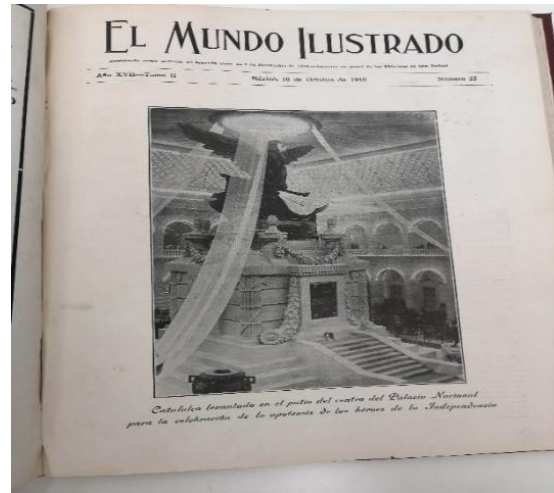 EL MUNDO ILUSTRADO
Año XVII—Tomo II México, 16 de Octubre de 1910 Número
Catafalco levantado en el patio del centro del Palacio Nacional
para la celebración de la apoteosis de los héroes de la Independencia